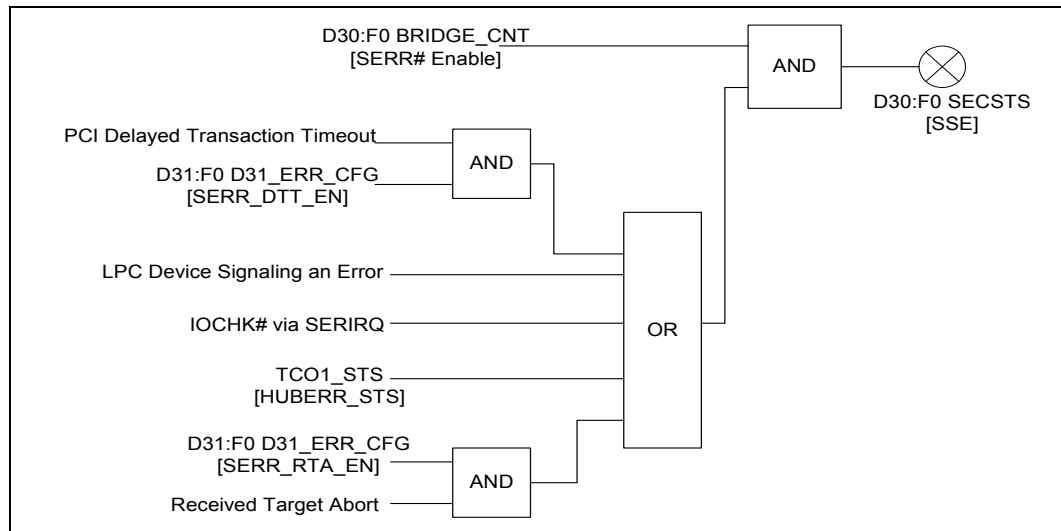 D30:F0 BRIDGE_CNT
[SERR# Enable]
AND
D30:F0 SECSTS
[SSE]
PCI Delayed Transaction Timeout
AND
D31:F0 D31_ERR_CFG
[SERR_DTT_EN]
LPC Device Signaling an Error
IOCHK# via SERIRQ
OR
TCO1_STS
[HUBERR_STS]
D31:F0 D31_ERR_CFG
[SERR_RTA_EN]
AND
Received Target Abort